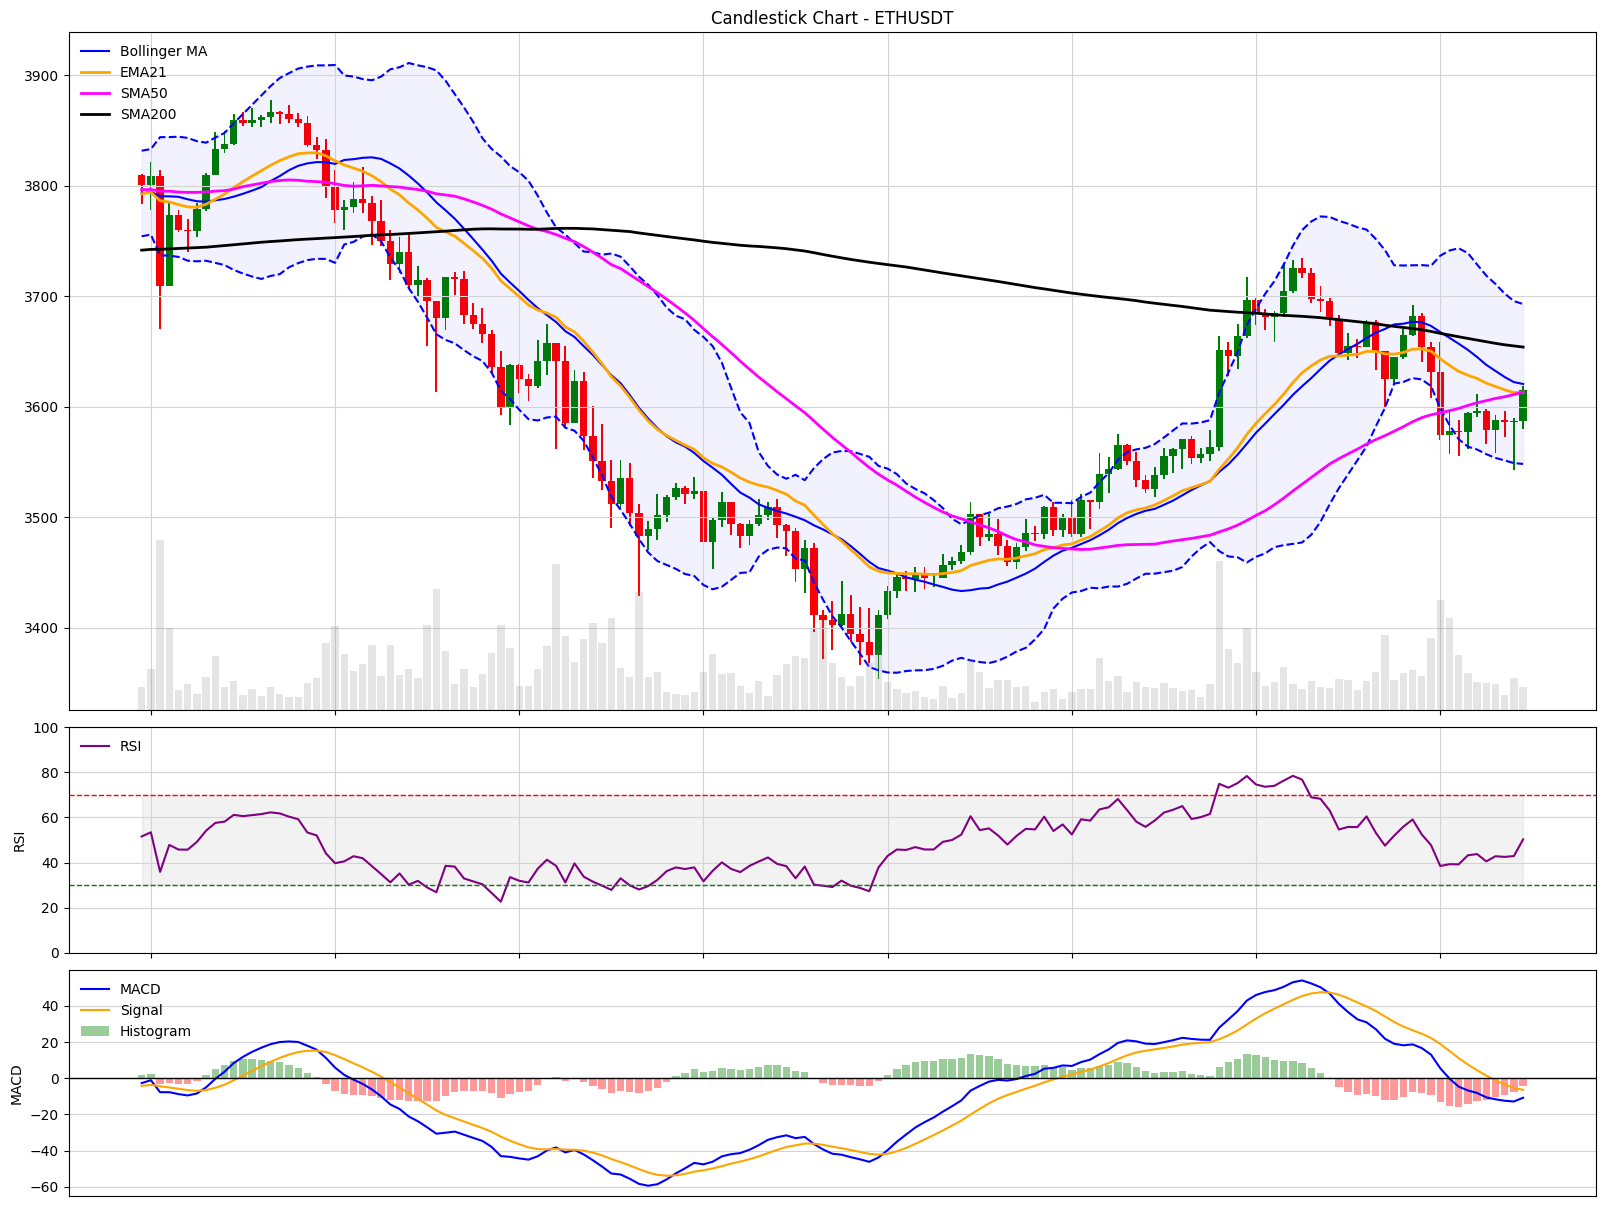 Candlestick Chart - ETHUSDT
Bollinger MA
EMA21
SMA50
SMA200
3900
3800
3700
3600
3500
3400
RSI
100
80
60
40
20
0
RSI
MACD
Signal
Histogram
40
20
0
−20
−40
−60
MACD